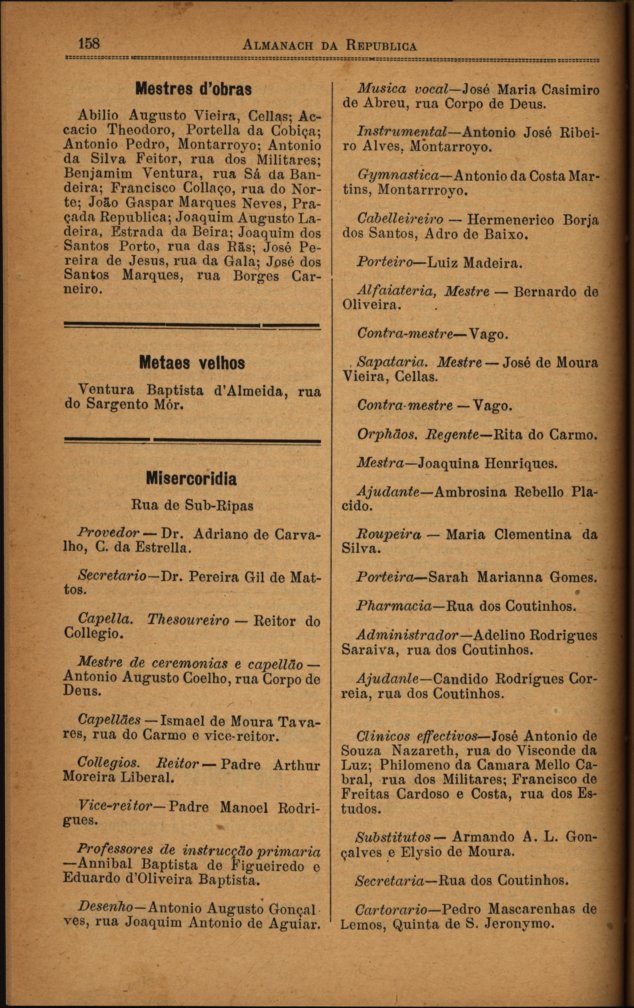 158
ALMANACH DA REPUBLICA
Mestres d'obras
Abilio Augusto Vieira, Cellas; Ac-
cacio Theodoro, Portella da Cobiça;
Antonio Pedro, Montarroyo; Antonio
da Silva Feitor, rua dos Militares;
Benjamim Ventura, rua Sá da Ban-
deira; Francisco Collaço, rua do Nor-
te; João Gaspar Marques Neves, Pra-
çada Republica; Joaquim Augusto La-
deira, Estrada da Beira; Joaquim dos
Santos Porto, rua das Rãs; José Pe-
reira de Jesus, rua da Gala; José dos
Santos Marques, rua Borges Car-
neiro.
Metaes velhos
Ventura Baptista d'Almeida, rua
do Sargento Mór.
Misericoridia
Rua de Sub-Ripas
Provedor — Dr. Adriano de Carva-
lho, C. da Estrella.
Secretario—Dr. Pereira Gil de Mat-
tos.
Capella. Thesoureiro — Reitor do
Collegio.
Mestre de ceremonias e capellão —
Antonio Augusto Coelho, rua Corpo de
Deus.
Capellães — Ismael de Moura Tava-
res, rua do Carmo e vice-reitor.
Collegios. Reitor — Padre Arthur
Moreira Liberal.
Vice-reitor — Padre Manoel Rodri-
gues.
Professores de instrucção primaria
—Annibal Baptista de Figueiredo e
Eduardo d'Oliveira Baptista.
Desenho—Antonio Augusto Gonçal
ves, rua Joaquim Antonio de Aguiar.
Musica vocal—José Maria Casimiro
de Abreu, rua Corpo de Deus.
Instrumental—Antonio José Ribei-
ro Alves, Montarroyo.
Gymnastica—Antonio da Costa Mar-
tins, Montarrroyo.
Cabelleireiro — Hermenerico Borja
dos Santos, Adro de Baixo.
Porteiro—Luiz Madeira.
Alfaiateria, Mestre — Bernardo de
Oliveira.
Contra-mestre—Vago.
Sapataria. Mestre — José de Moura
Vieira, Cellas.
Contra-mestre — Vago.
Orphãos. Regente—Rita do Carmo.
Mestra—Joaquina Henriques.
Ajudante—Ambrosina Rebello Pla-
cido.
Roupeira — Maria Clementina da
Silva.
Porteira—Sarah Marianna Gomes.
Pharmacia—Rua dos Coutinhos.
Administrador—Adelino Rodrigues
Saraiva, rua dos Coutinhos.
Ajudante—Candido Rodrigues Cor-
reia, rua dos Coutinhos.
Clinicos effectivos—José Antonio de
Souza Nazareth, rua do Visconde da
Luz; Philomeno da Camara Mello Ca-
bral, rua dos Militares; Francisco de
Freitas Cardoso e Costa, rua dos Es-
tudos.
Substitutos — Armando A. L. Gon-
çalves e Elysio de Moura.
Secretaria—Rua dos Coutinhos.
Cartorario—Pedro Mascarenhas de
Lemos, Quinta de S. Jeronymo.